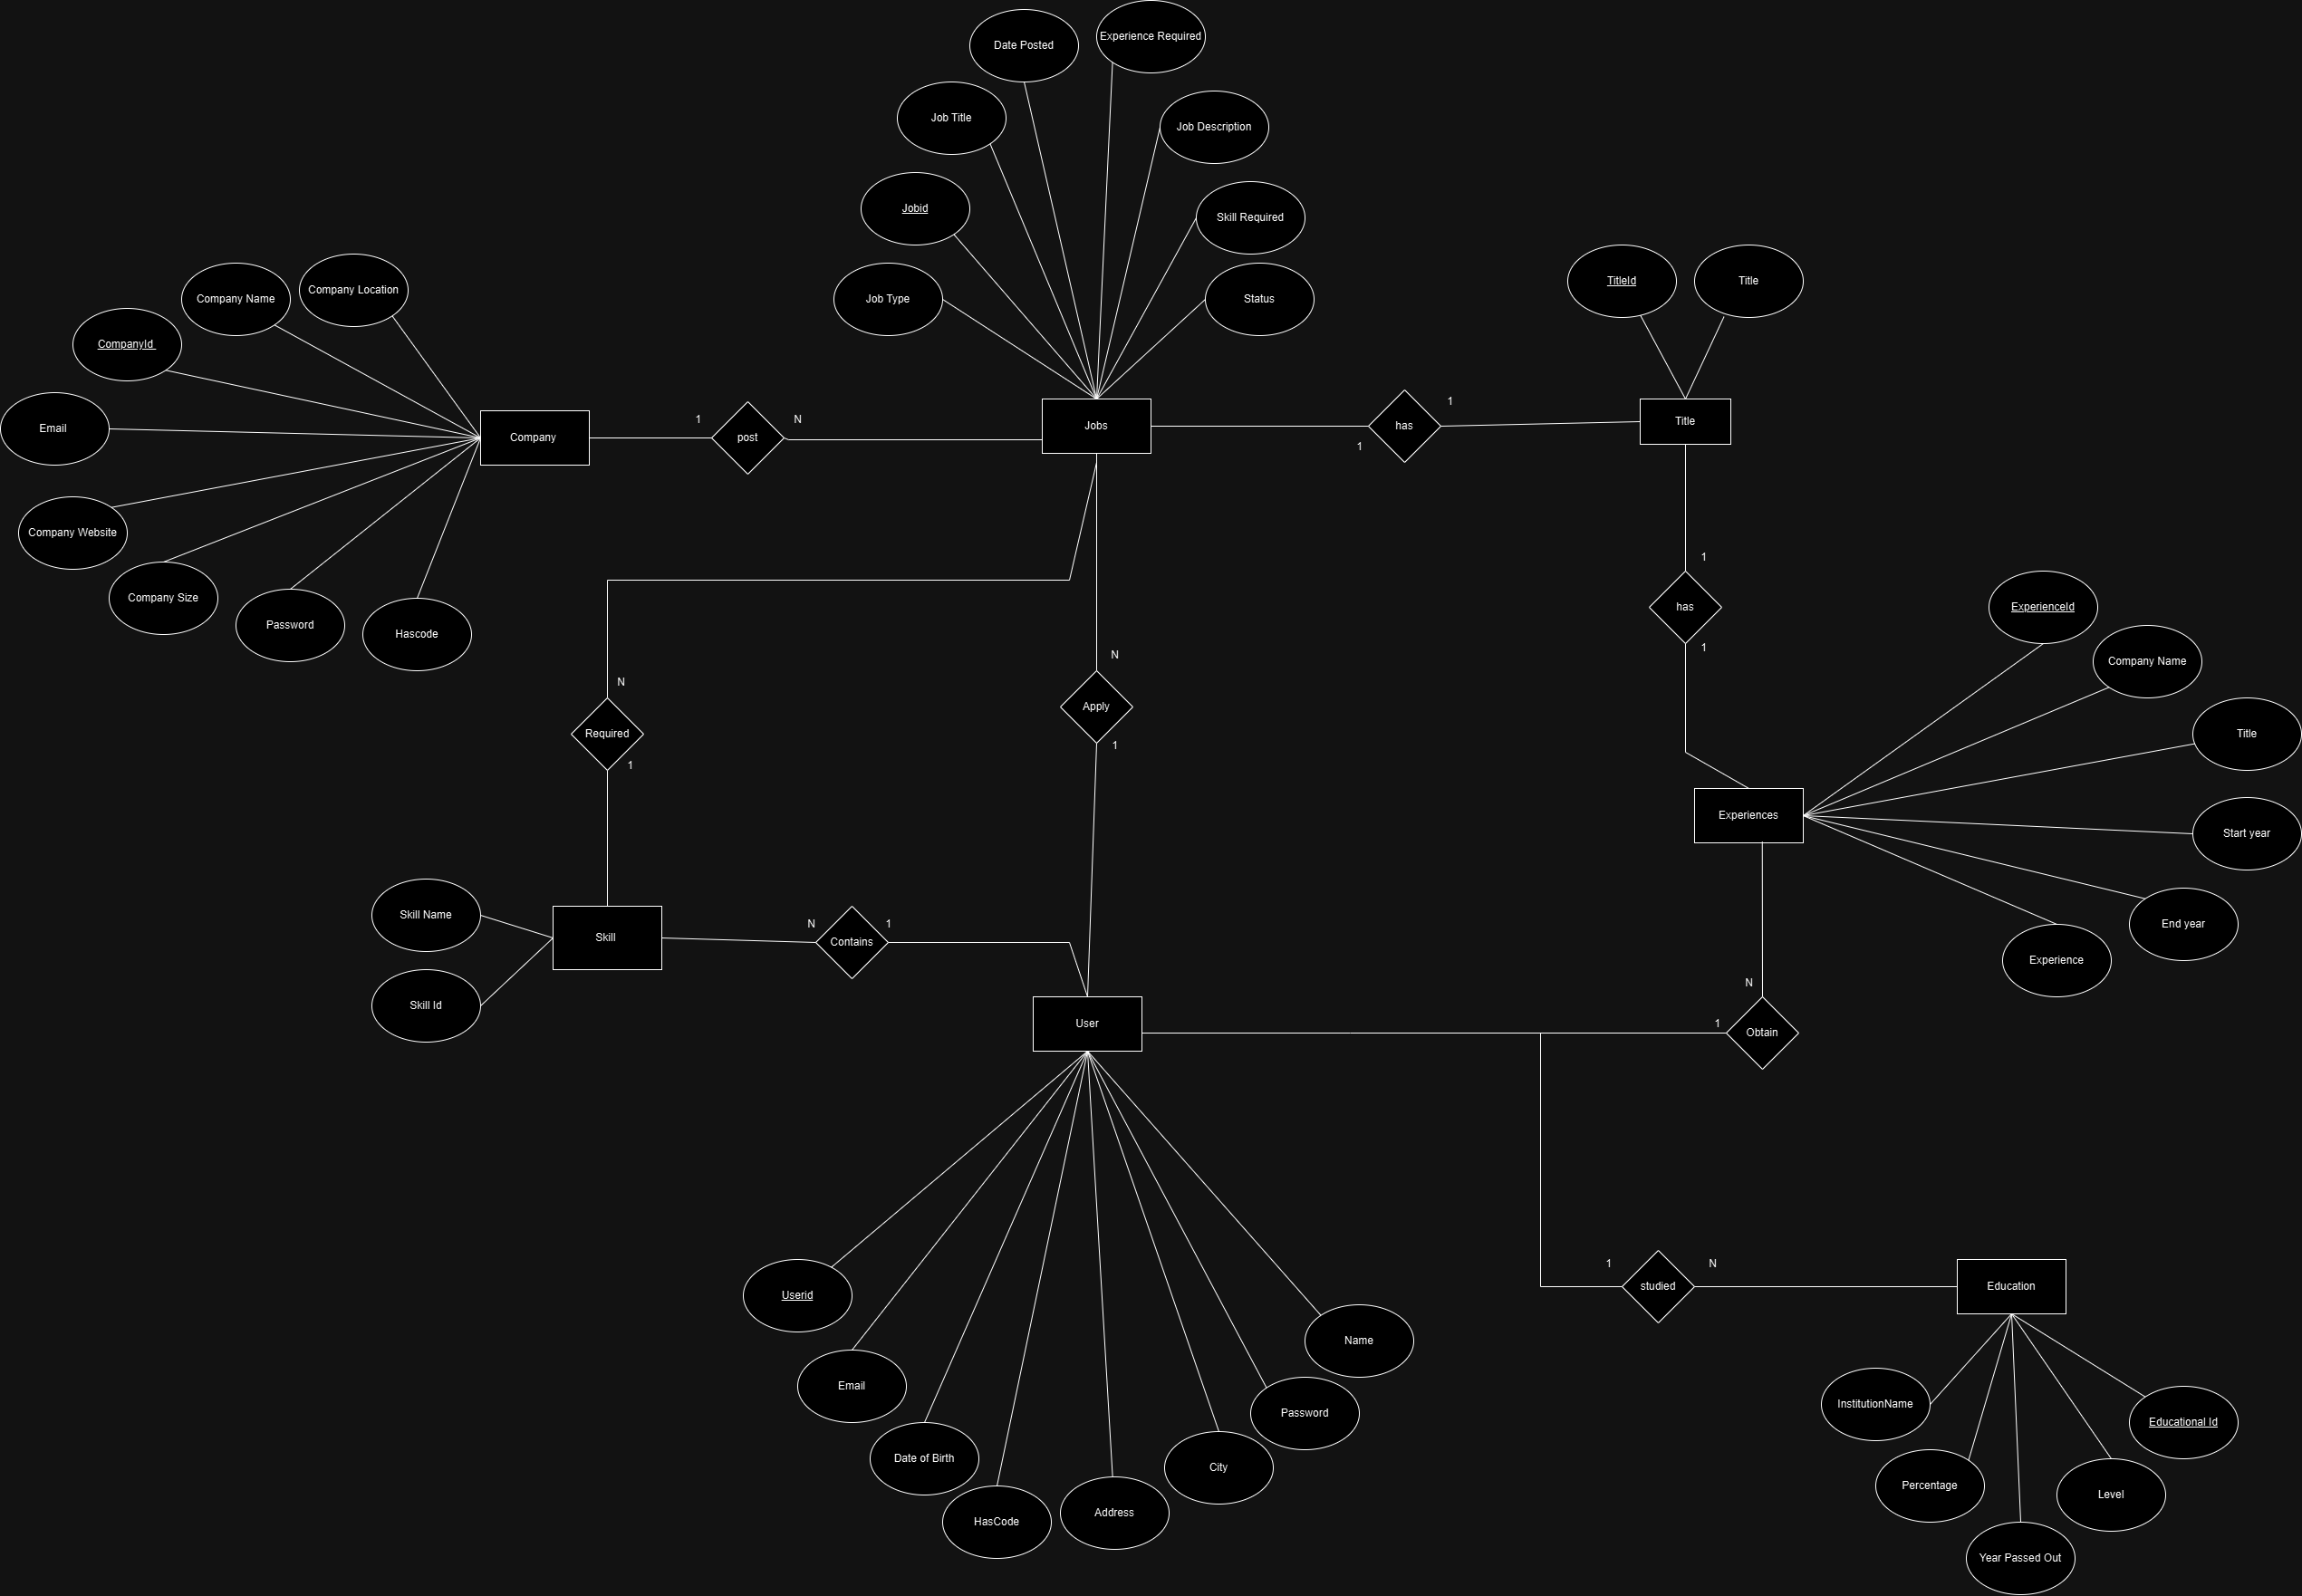 Experience Required
Date Posted
Job Title
Job Description
Jobid
Skill Required
Job Type
Status
Company Location
Company Name
CompanyId
Email
Company Website
Company Size
Password
Hascode
TitleId
Title
Company
1
post
N
Jobs
1
has
1
Title
1
has
1
ExperienceId
Company Name
Title
Start year
End year
Experience
Experiences
N
Required
1
N
Apply
1
Skill Name
Skill Id
Skill
N
Contains
1
User
N
1
Obtain
1
studied
N
Education
Userid
Email
Date of Birth
HasCode
Address
City
Password
Name
InstitutionName
Percentage
Year Passed Out
Level
Educational Id